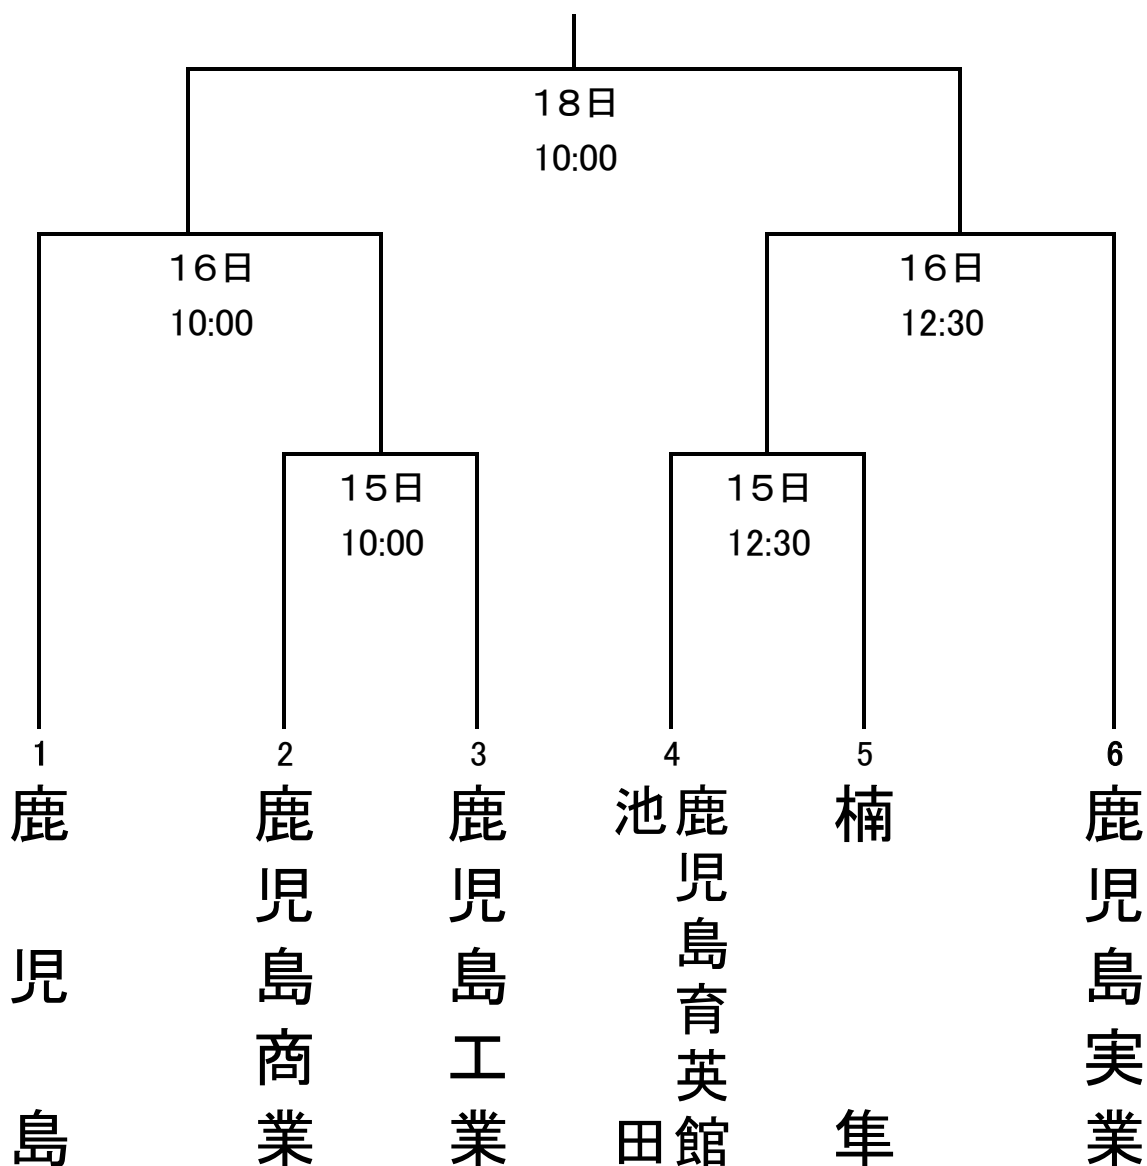 １８日
10:00
１６日
10:00
１６日
12:30
１５日
10:00
１５日
12:30
1
2
3
4
5
6
鹿児島
鹿児島商業
鹿児島工業
鹿児島育英館
池田
楠隼
鹿児島実業